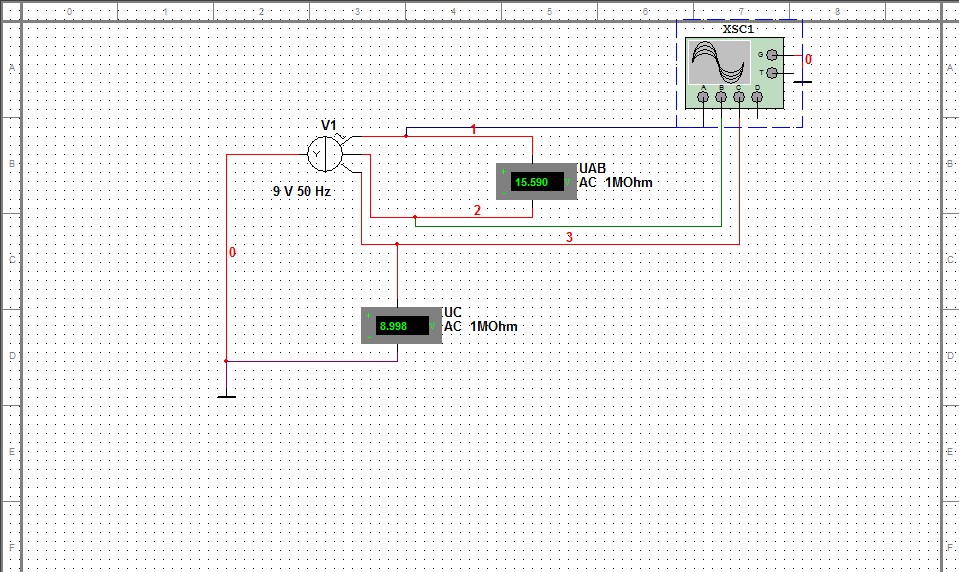 0 1 2 3 4 5 6 7 8
XSC1
G
T
0
A B C D
A
A
V1
1
B
B
Y
UAB
15.590 V
AC 1MOhm
9 V 50 Hz
2
3
0
C
C
UC
8.998 V
AC 1MOhm
D
D
E
E
F
F